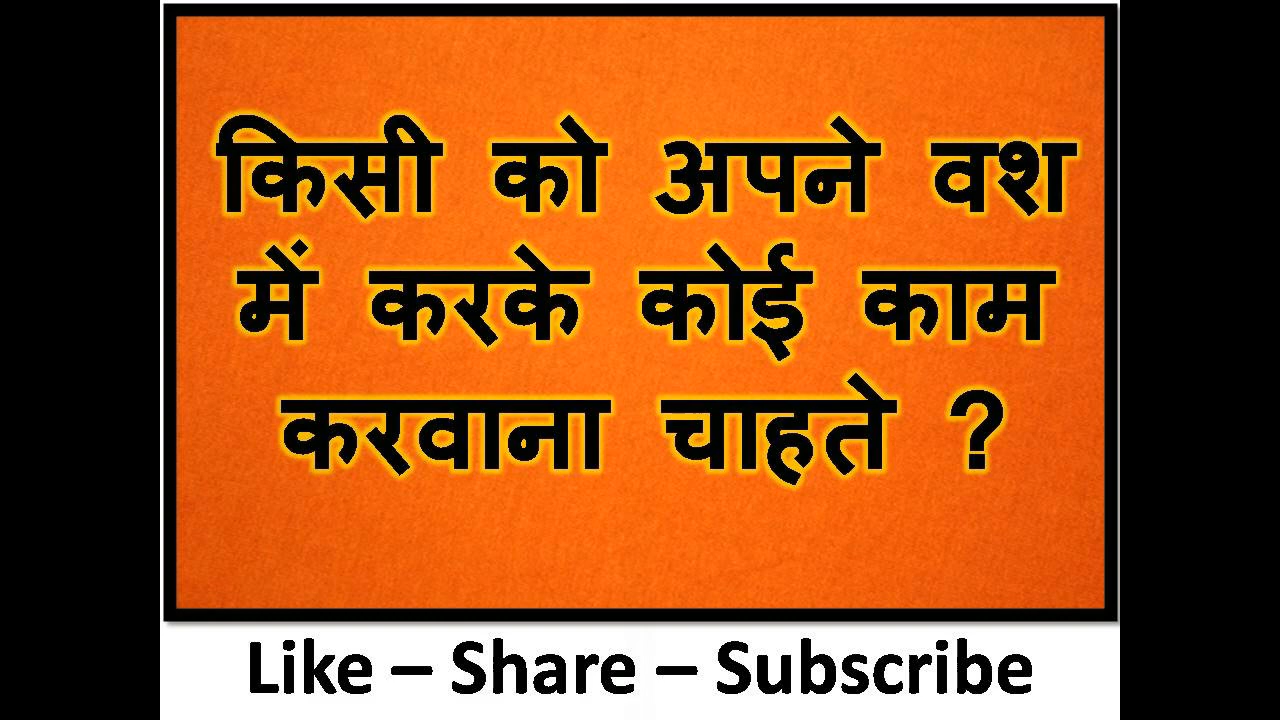 किसी को अपने वश
में करके कोई काम
करवाना चाहते ?
Like – Share – Subscribe